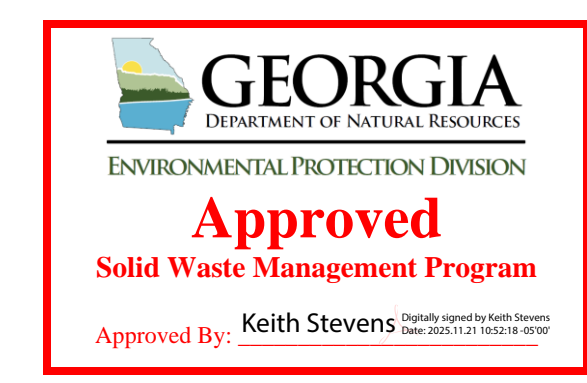 GEORGIA
DEPARTMENT OF NATURAL RESOURCES
ENVIRONMENTAL PROTECTION DIVISION
Approved
Solid Waste Management Program
Approved By: Keith Stevens
Digitally signed by Keith Stevens
Date: 2025.11.21 10:52:18 -05'00'